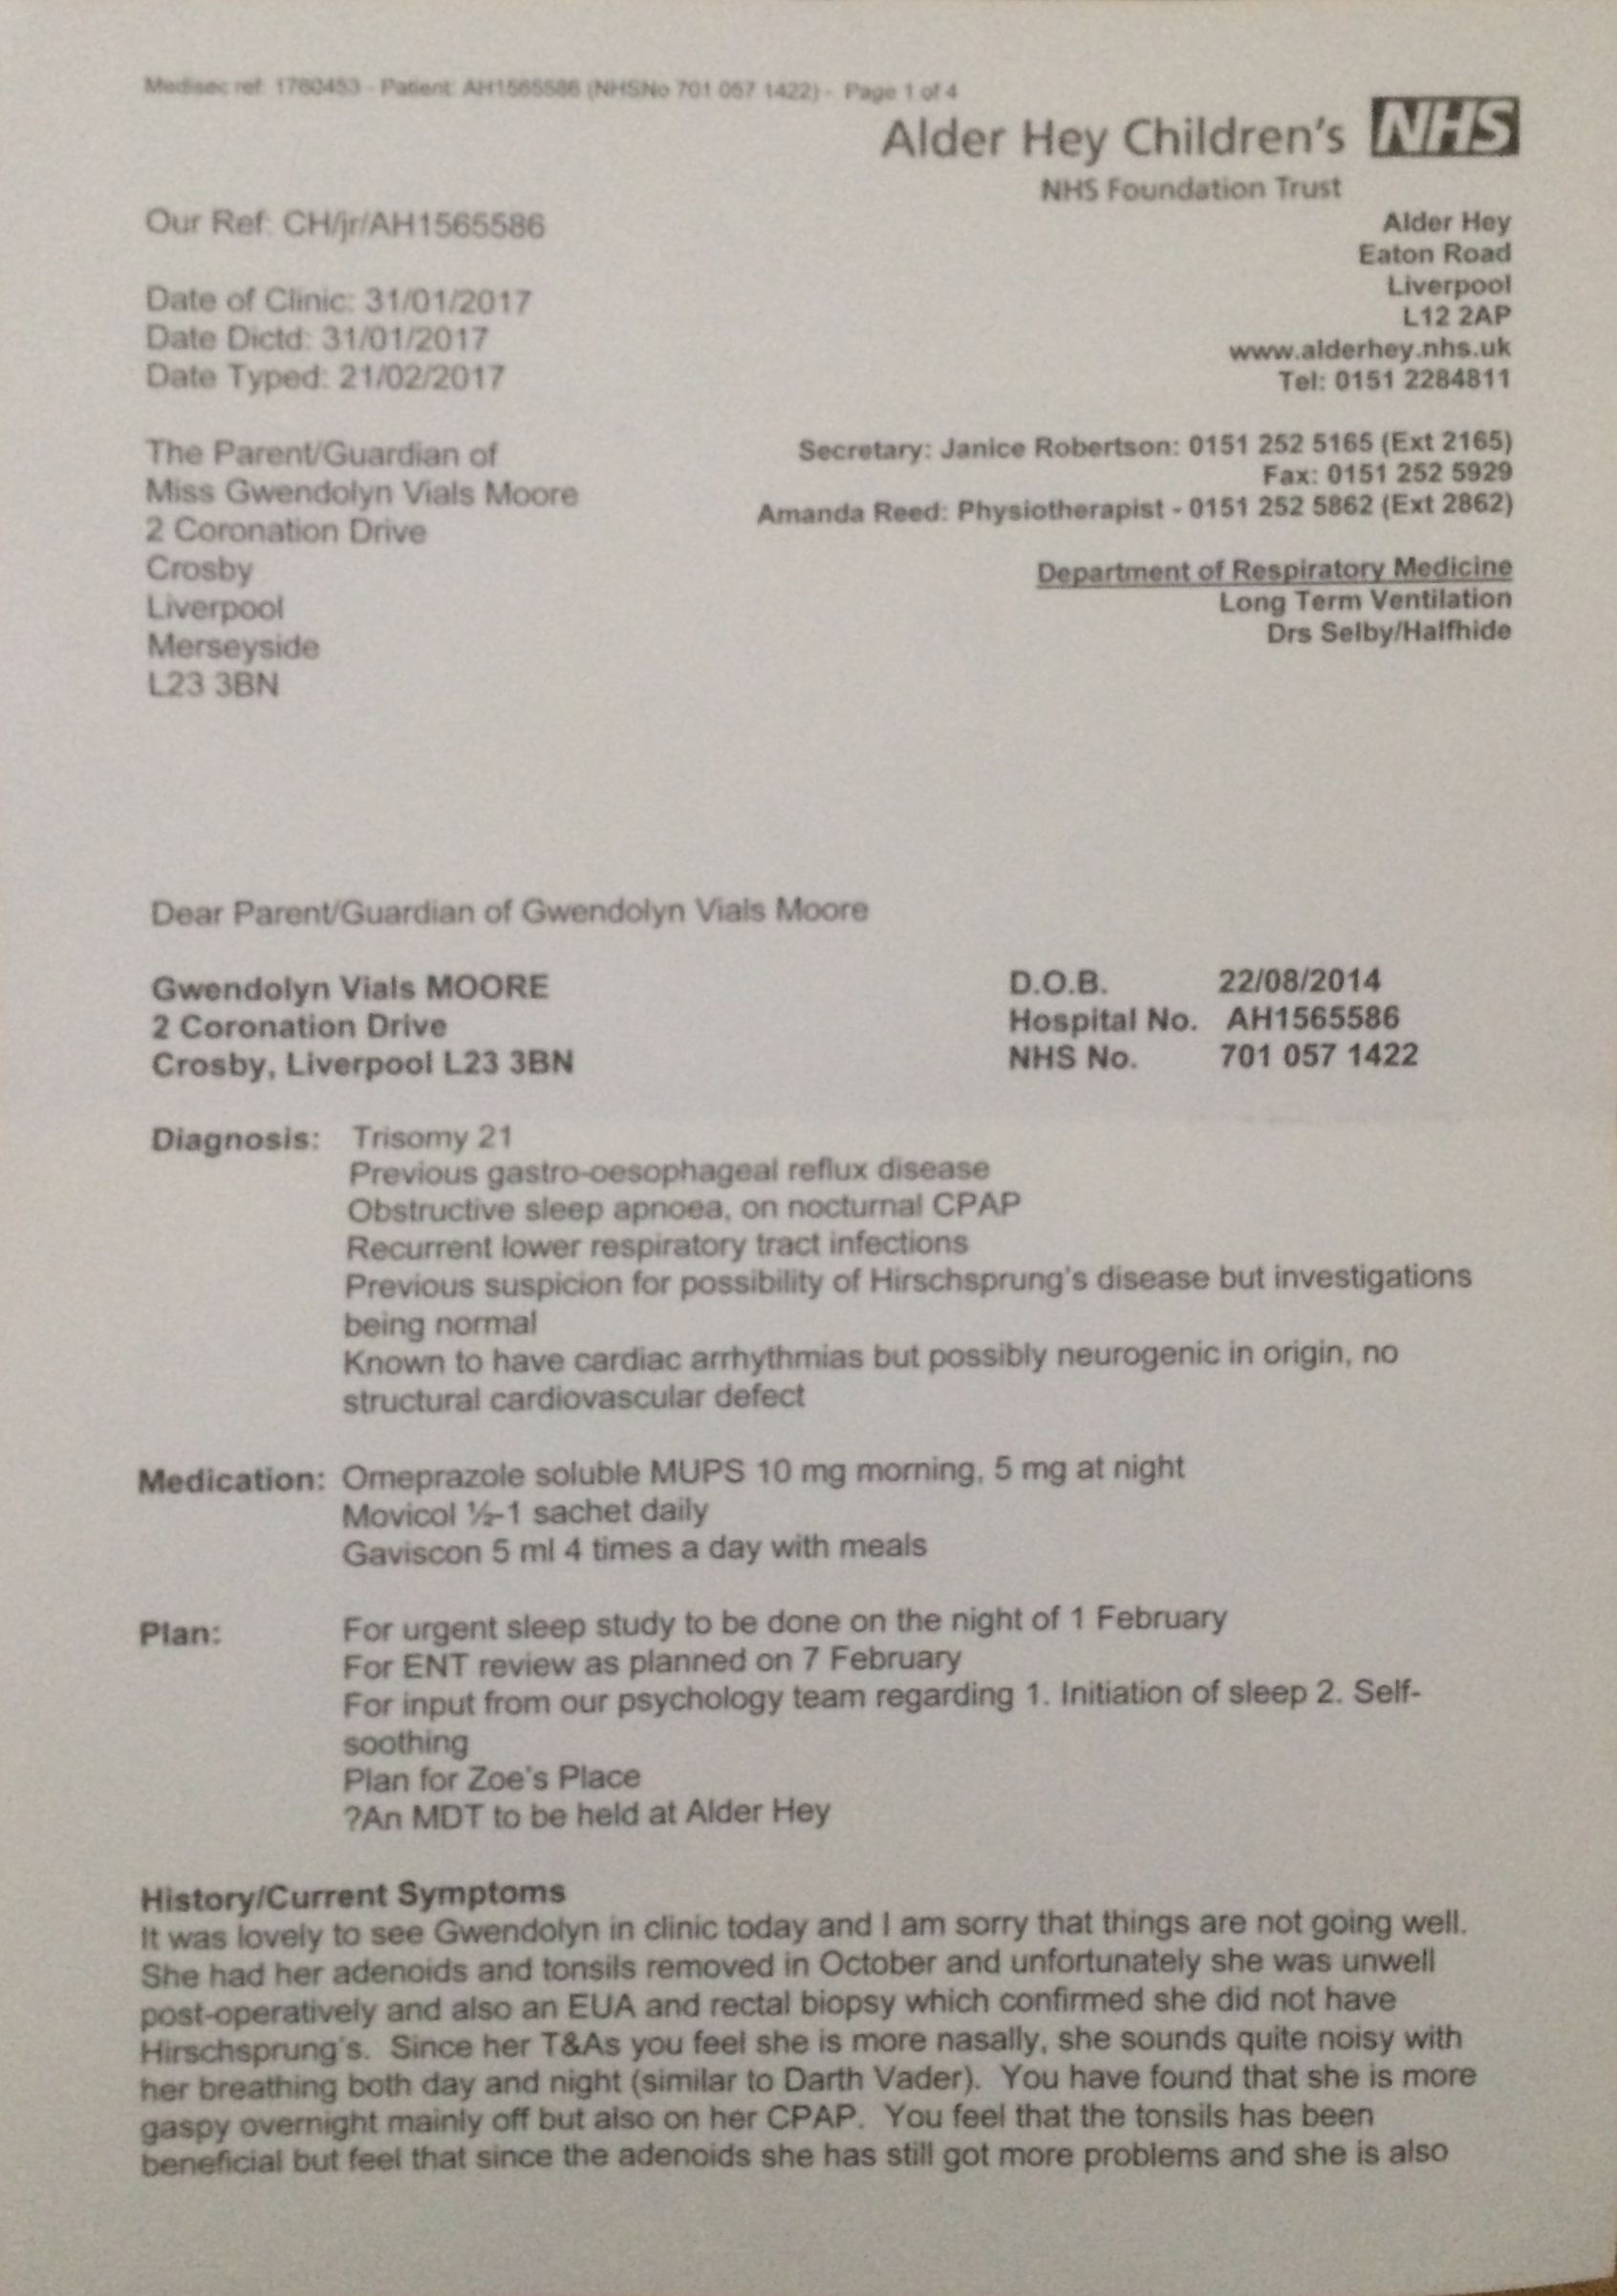 Medisec ref: 1760453 - Patient: AH1565586 (NHSNo 701 057 1422) - Page 1 of 4
Alder Hey Children's NHS
NHS Foundation Trust
Our Ref: CH/jr/AH1565586
Alder Hey
Eaton Road
Liverpool
L12 2AP
www.alderhey.nhs.uk
Tel: 0151 2284811
Date of Clinic: 31/01/2017
Date Dictd: 31/01/2017
Date Typed: 21/02/2017
The Parent/Guardian of
Miss Gwendolyn Vials Moore
2 Coronation Drive
Crosby
Liverpool
Merseyside
L23 3BN
Secretary: Janice Robertson: 0151 252 5165 (Ext 2165)
Fax: 0151 252 5929
Amanda Reed: Physiotherapist - 0151 252 5862 (Ext 2862)
Department of Respiratory Medicine
Long Term Ventilation
Drs Selby/Halfhide
Dear Parent/Guardian of Gwendolyn Vials Moore
Gwendolyn Vials MOORE
2 Coronation Drive
Crosby, Liverpool L23 3BN
D.O.B. 22/08/2014
Hospital No. AH1565586
NHS No. 701 057 1422
Diagnosis: Trisomy 21
Previous gastro-oesophageal reflux disease
Obstructive sleep apnoea, on nocturnal CPAP
Recurrent lower respiratory tract infections
Previous suspicion for possibility of Hirschsprung's disease but investigations
being normal
Known to have cardiac arrhythmias but possibly neurogenic in origin, no
structural cardiovascular defect
Medication: Omeprazole soluble MUPS 10 mg morning, 5 mg at night
Movicol ½-1 sachet daily
Gaviscon 5 ml 4 times a day with meals
Plan: For urgent sleep study to be done on the night of 1 February
For ENT review as planned on 7 February
For input from our psychology team regarding 1. Initiation of sleep 2. Self-
soothing
Plan for Zoe's Place
?An MDT to be held at Alder Hey
History/Current Symptoms
It was lovely to see Gwendolyn in clinic today and I am sorry that things are not going well.
She had her adenoids and tonsils removed in October and unfortunately she was unwell
post-operatively and also an EUA and rectal biopsy which confirmed she did not have
Hirschsprung's. Since her T&As you feel she is more nasally, she sounds quite noisy with
her breathing both day and night (similar to Darth Vader). You have found that she is more
gaspy overnight mainly off but also on her CPAP. You feel that the tonsils has been
beneficial but feel that since the adenoids she has still got more problems and she is also